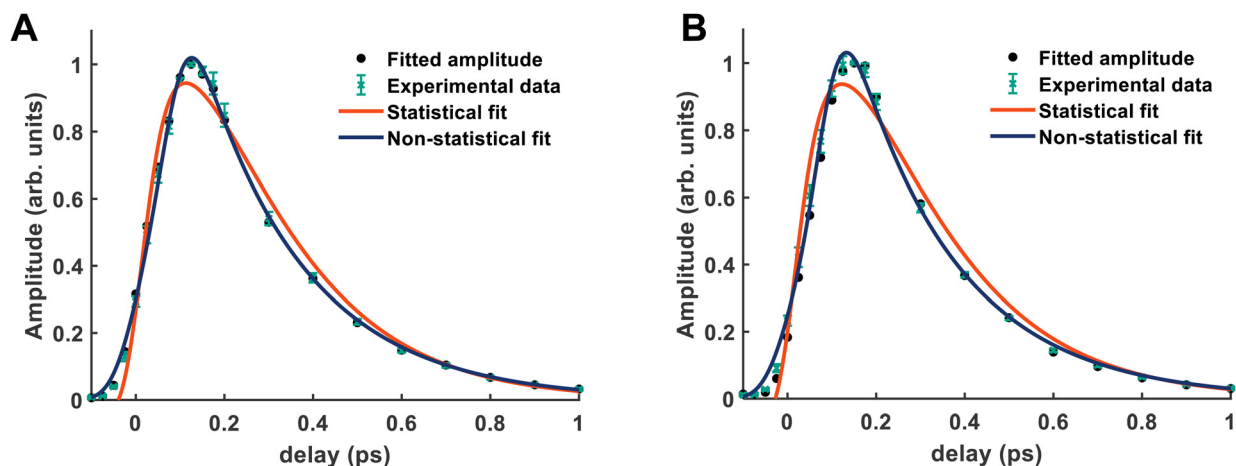 A
Amplitude (arb. units)
1
0.8
0.6
0.4
0.2
0
Fitted amplitude
Experimental data
Statistical fit
Non-statistical fit
0 0.2 0.4 0.6 0.8 1
delay (ps)
B
Amplitude (arb. units)
1
0.8
0.6
0.4
0.2
0
Fitted amplitude
Experimental data
Statistical fit
Non-statistical fit
0 0.2 0.4 0.6 0.8 1
delay (ps)